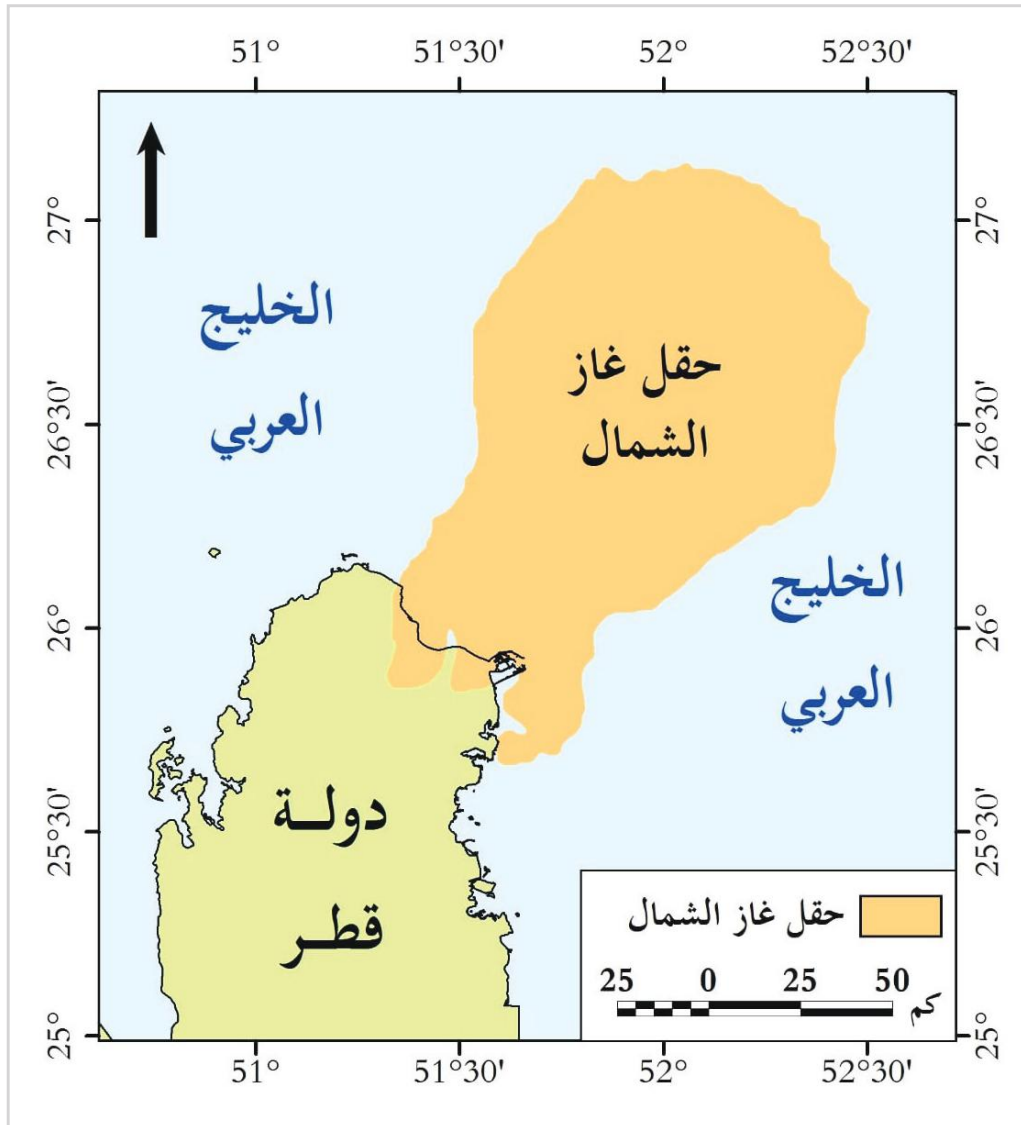 51° 51°30' 52° 52°30'
27° 27°
الخليج
العربي
حقل غاز
الشمال
26°30' 26°30'
الخليج
العربي
26° 26°
دولـــة
قطــر
25°30' 25°30'
حقل غاز الشمال
25 0 25 50
كم
25° 25°
51° 51°30' 52° 52°30'